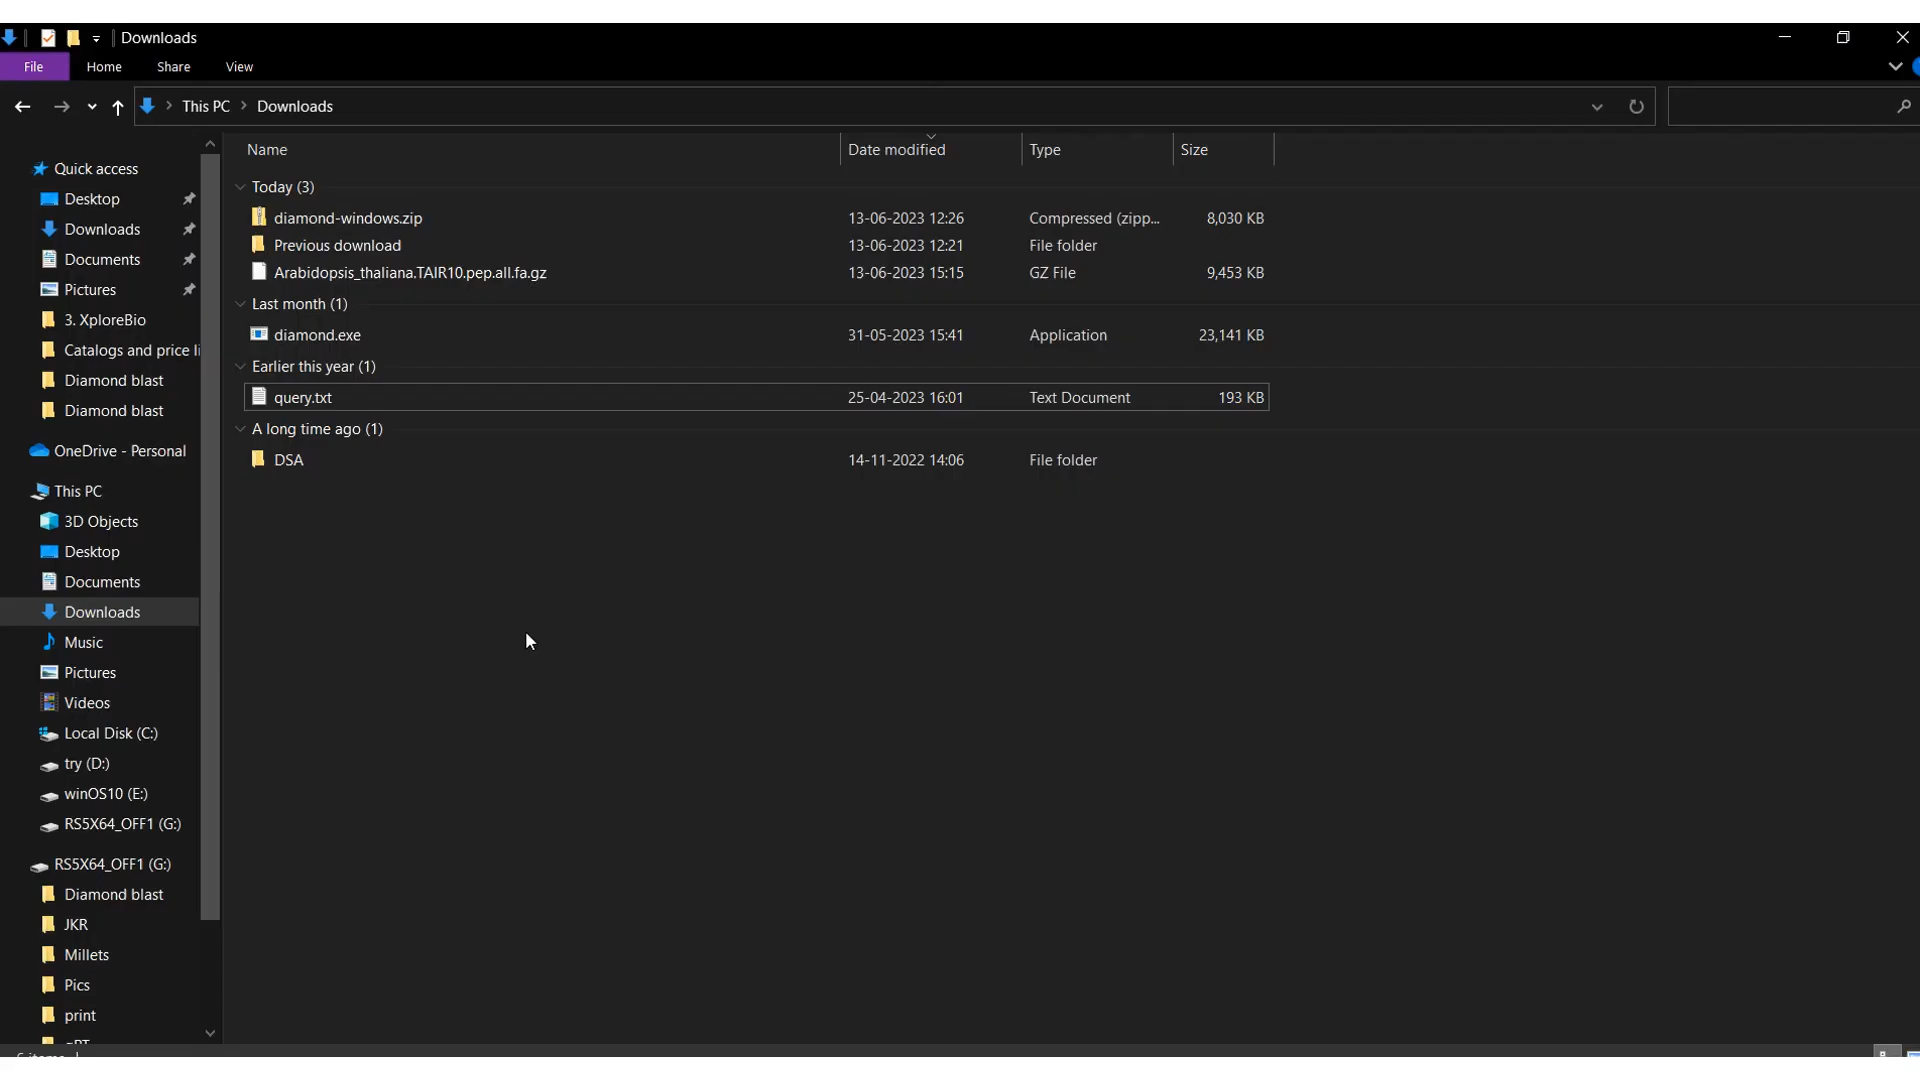 Downloads
File Home Share View
This PC Downloads
Name Date modified Type Size
Today (3)
diamond-windows.zip 13-06-2023 12:26 Compressed (zipp... 8,030 KB
Previous download 13-06-2023 12:21 File folder
Arabidopsis_thaliana.TAIR10.pep.all.fa.gz 13-06-2023 15:15 GZ File 9,453 KB
Last month (1)
diamond.exe 31-05-2023 15:41 Application 23,141 KB
Earlier this year (1)
query.txt 25-04-2023 16:01 Text Document 193 KB
A long time ago (1)
DSA 14-11-2022 14:06 File folder
Quick access
Desktop
Downloads
Documents
Pictures
3. XploreBio
Catalogs and price li
Diamond blast
Diamond blast
OneDrive - Personal
This PC
3D Objects
Desktop
Documents
Downloads
Music
Pictures
Videos
Local Disk (C:)
try (D:)
winOS10 (E:)
RS5X64_OFF1 (G:)
RS5X64_OFF1 (G:)
Diamond blast
JKR
Millets
Pics
print